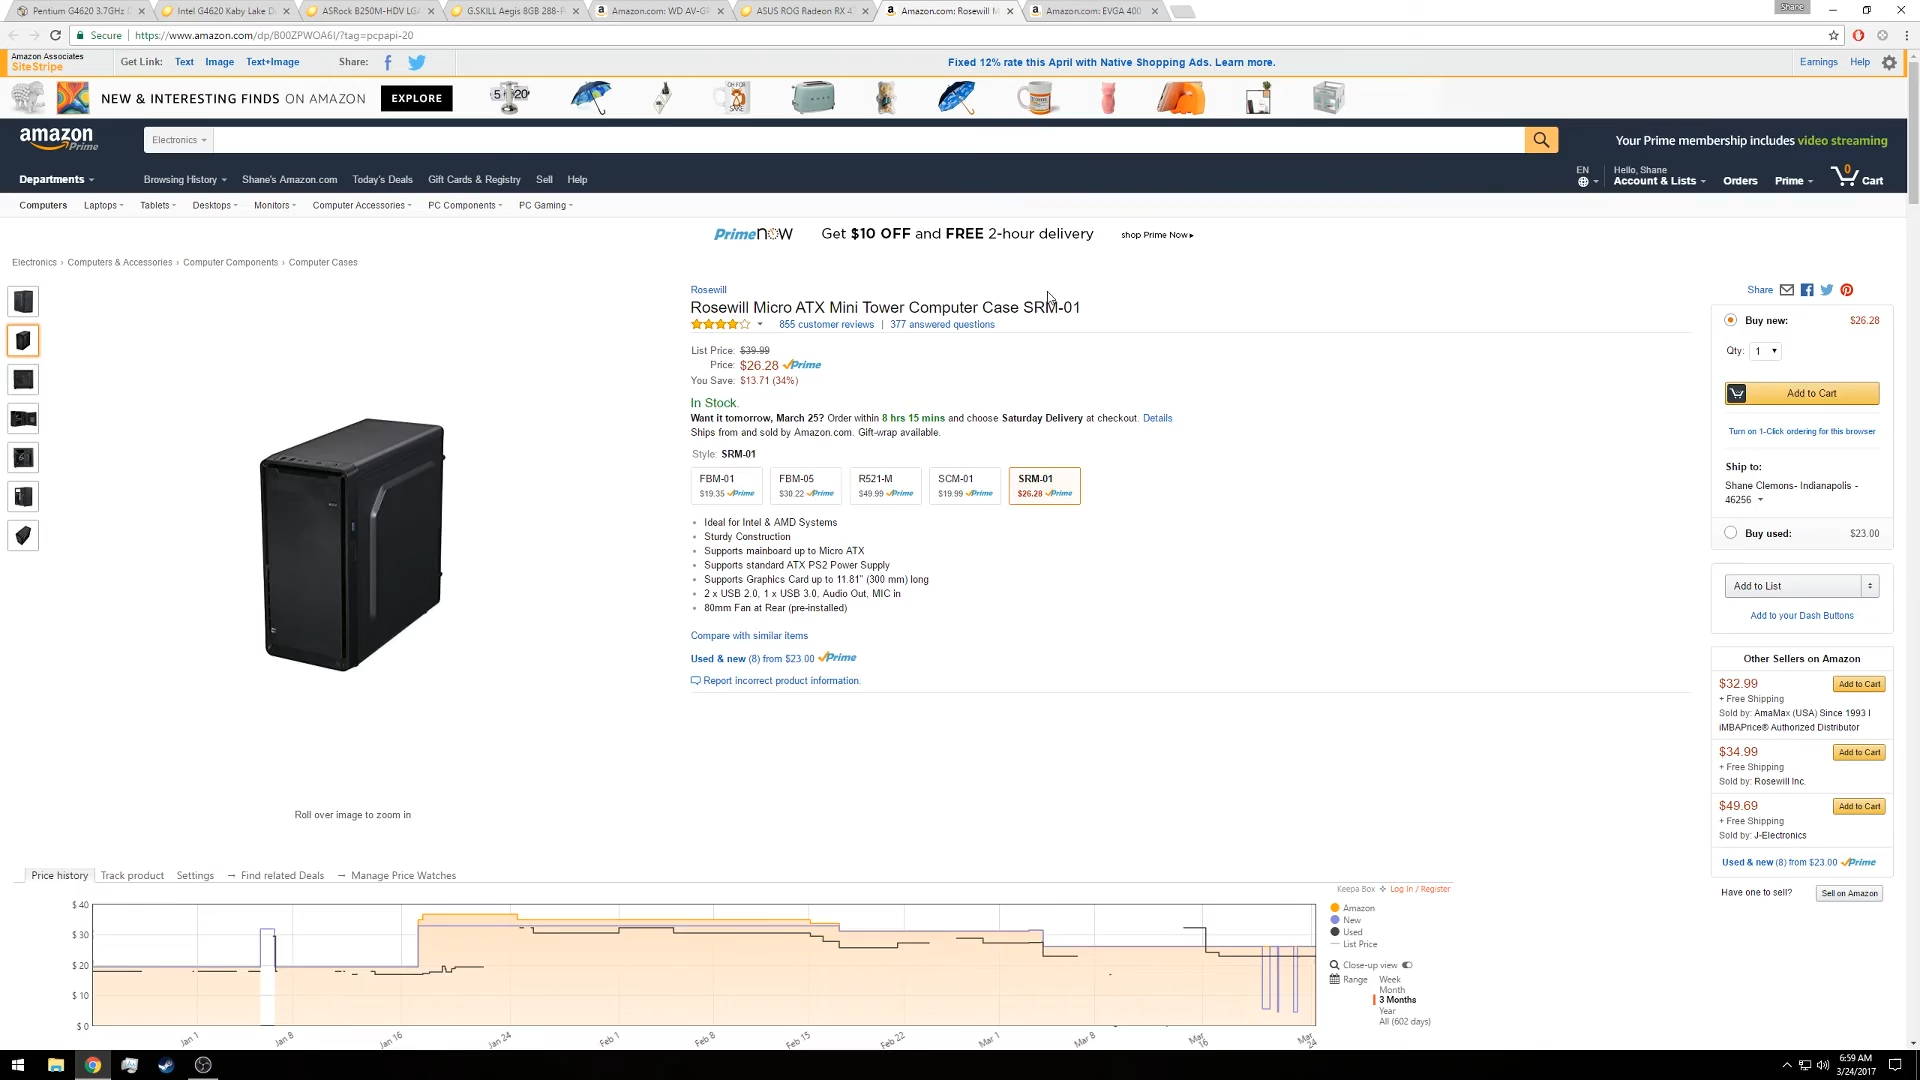 Pentium G4620 3.7GHz D
Intel G4620 Kaby Lake D
ASRock B250M-HDV LGA
G.SKILL Aegis 8GB 288-P
Amazon.com: WD AV-GP
ASUS ROG Radeon RX 4
Amazon.com: Rosewill M
Amazon.com: EVGA 400
Shane
Secure
https://www.amazon.com/dp/B00ZPWOA6I/?tag=pcpapi-20
Amazon Associates
SiteStripe
Get Link: Text Image Text+Image
Share:
Fixed 12% rate this April with Native Shopping Ads. Learn more.
Earnings Help
NEW & INTERESTING FINDS ON AMAZON EXPLORE
amazon Prime
Electronics
Your Prime membership includes video streaming
Departments
Browsing History Shane's Amazon.com Today's Deals Gift Cards & Registry Sell Help
EN
Hello, Shane
Account & Lists
Orders Prime
0
Cart
Computers Laptops Tablets Desktops Monitors Computer Accessories PC Components PC Gaming
PrimeNOW Get $10 OFF and FREE 2-hour delivery shop Prime Now ▸
Electronics › Computers & Accessories › Computer Components › Computer Cases
Rosewill
Rosewill Micro ATX Mini Tower Computer Case SRM-01
855 customer reviews | 377 answered questions
List Price: $39.99
Price: $26.28 Prime
You Save: $13.71 (34%)
In Stock.
Want it tomorrow, March 25? Order within 8 hrs 15 mins and choose Saturday Delivery at checkout. Details
Ships from and sold by Amazon.com. Gift-wrap available.
Style: SRM-01
FBM-01
$19.35 Prime
FBM-05
$30.22 Prime
R521-M
$49.99 Prime
SCM-01
$19.99 Prime
SRM-01
$26.28 Prime
• Ideal for Intel & AMD Systems
• Sturdy Construction
• Supports mainboard up to Micro ATX
• Supports standard ATX PS2 Power Supply
• Supports Graphics Card up to 11.81" (300 mm) long
• 2 x USB 2.0, 1 x USB 3.0, Audio Out, MIC in
• 80mm Fan at Rear (pre-installed)
Compare with similar items
Used & new (8) from $23.00 Prime
Report incorrect product information.
Roll over image to zoom in
Share
Buy new: $26.28
Qty: 1
Add to Cart
Turn on 1-Click ordering for this browser
Ship to:
Shane Clemons- Indianapolis -
46256
Buy used: $23.00
Add to List
Add to your Dash Buttons
Other Sellers on Amazon
$32.99 Add to Cart
+ Free Shipping
Sold by: AmaMax (USA) Since 1993 l
iMBAPrice® Authorized Distributor
$34.99 Add to Cart
+ Free Shipping
Sold by: Rosewill Inc.
$49.69 Add to Cart
+ Free Shipping
Sold by: J-Electronics
Used & new (8) from $23.00 Prime
Have one to sell? Sell on Amazon
Price history Track product Settings → Find related Deals → Manage Price Watches
Keepa Box Log In / Register
$ 40
$ 30
$ 20
$ 10
$ 0
Jan 1
Jan 8
Jan 16
Jan 24
Feb 1
Feb 8
Feb 15
Feb 22
Mar 1
Mar 8
Mar 16
Mar 24
Amazon
New
Used
List Price
Close-up view
Range Week
Month
3 Months
Year
All (602 days)
6:59 AM
3/24/2017